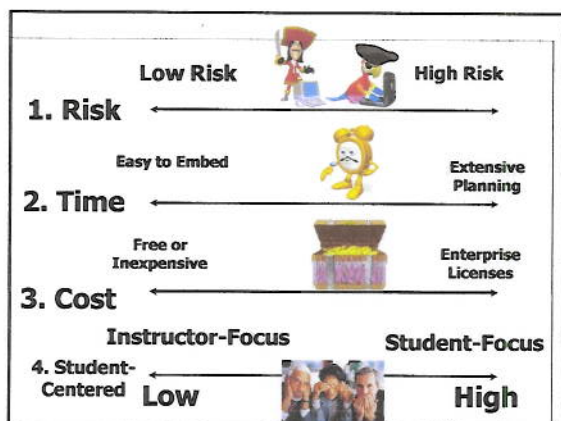 Low Risk
High Risk
1. Risk
Easy to Embed
Extensive
Planning
2. Time
Free or
Inexpensive
Enterprise
Licenses
3. Cost
Instructor-Focus
Student-Focus
4. Student-
Centered
Low
High